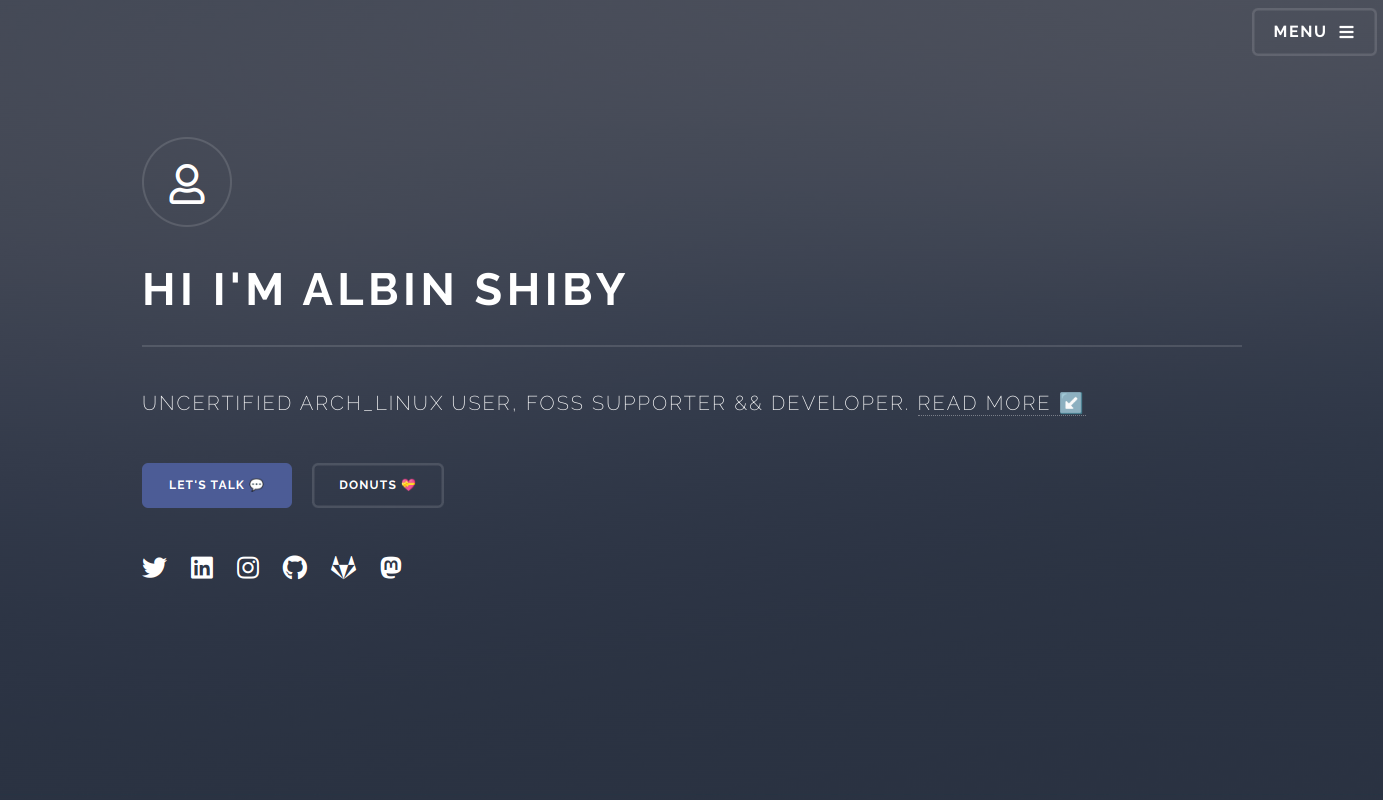 MENU
HI I'M ALBIN SHIBY
UNCERTIFIED ARCH_LINUX USER, FOSS SUPPORTER && DEVELOPER. READ MORE ↙️
LET'S TALK 💬
DONUTS 💝